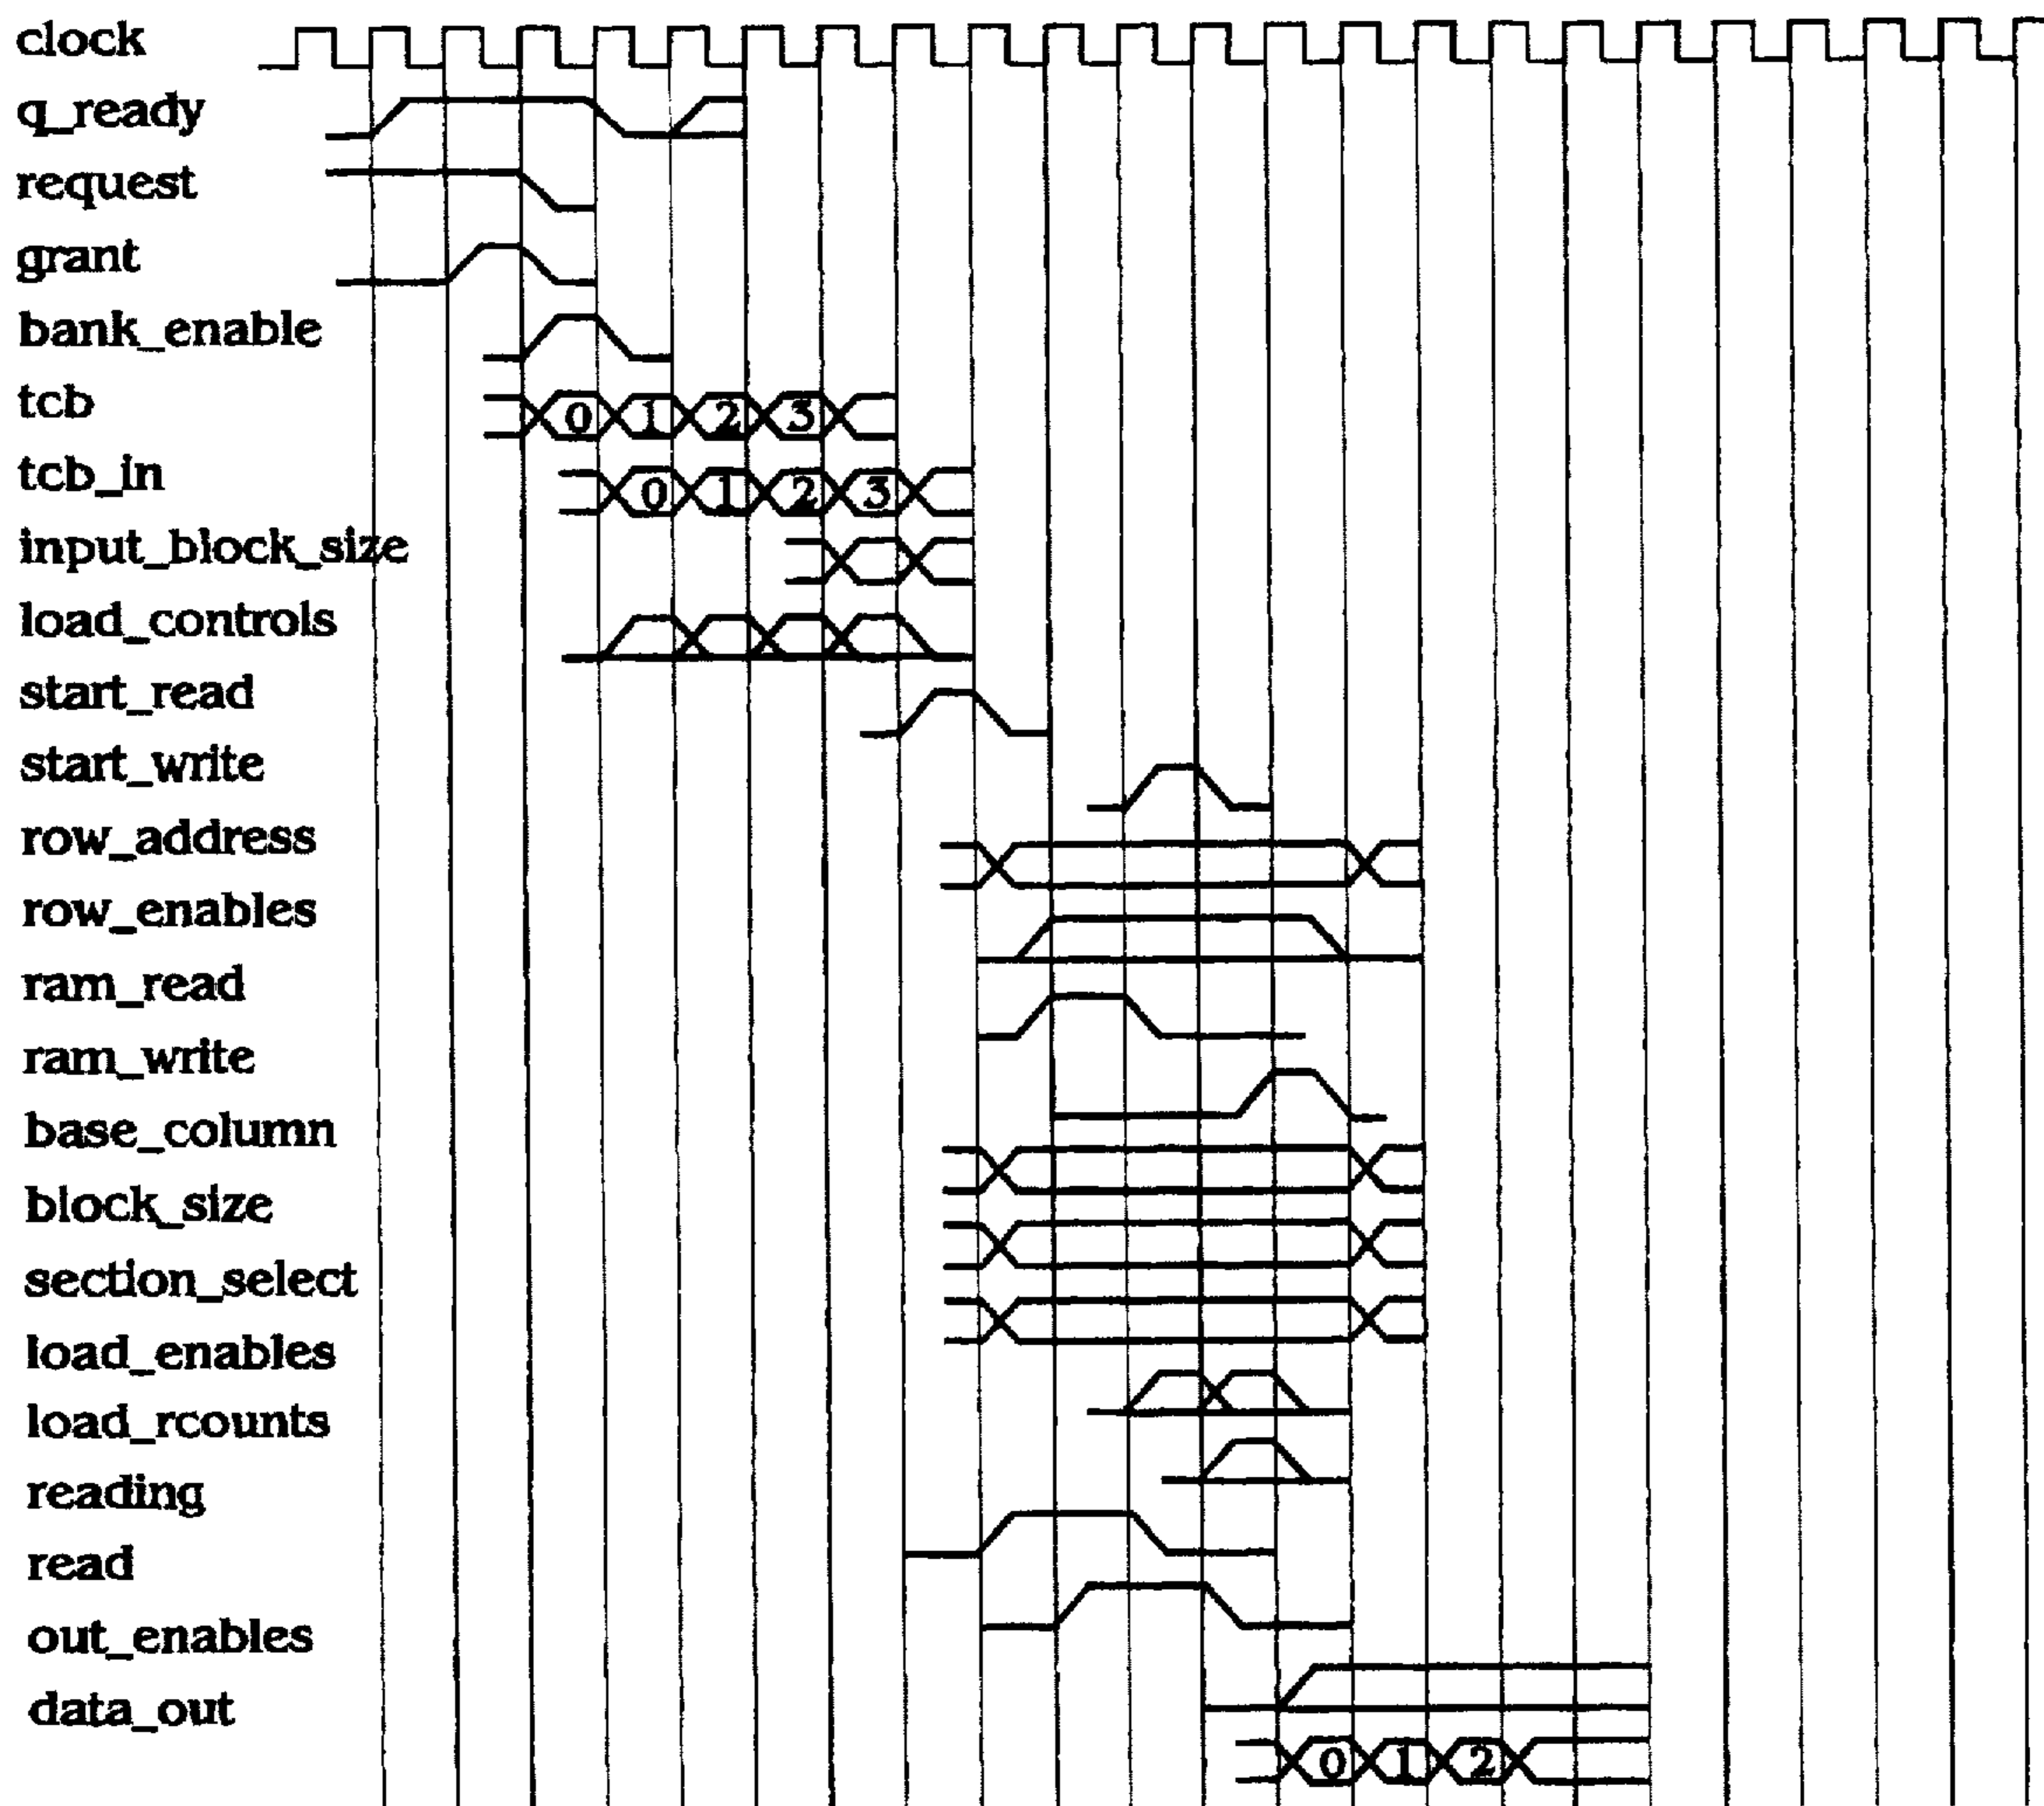 clock
q_ready
request
grant
bank_enable
tcb
0 1 2 3
tcb_in
0 1 2 3
input_block_size
load_controls
start_read
start_write
row_address
row_enables
ram_read
ram_write
base_column
block_size
section_select
load_enables
load_rcounts
reading
read
out_enables
data_out
0 1 2